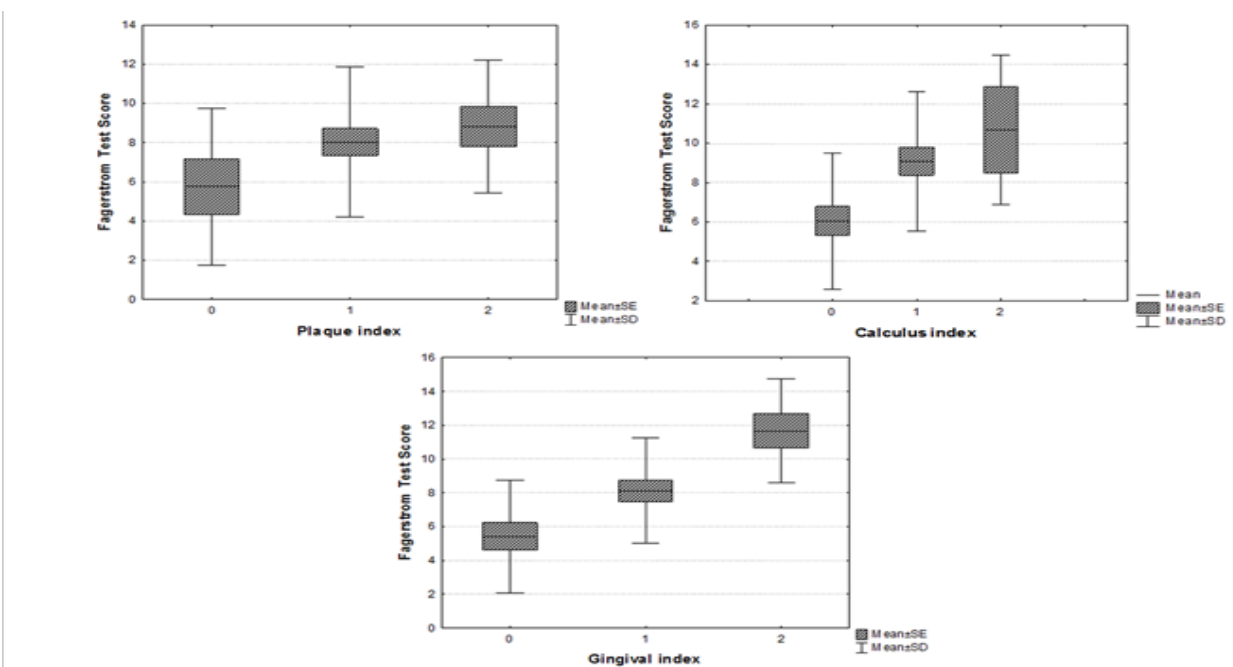 Fagerstrom Test Score
14
12
10
8
6
4
2
0
0 1 2
Plaque index
Mean±SE
Mean±SD
Fagerstrom Test Score
16
14
12
10
8
6
4
2
0 1 2
Calculus index
Mean
Mean±SE
Mean±SD
Fagerstrom Test Score
16
14
12
10
8
6
4
2
0
0 1 2
Gingival index
Mean±SE
Mean±SD